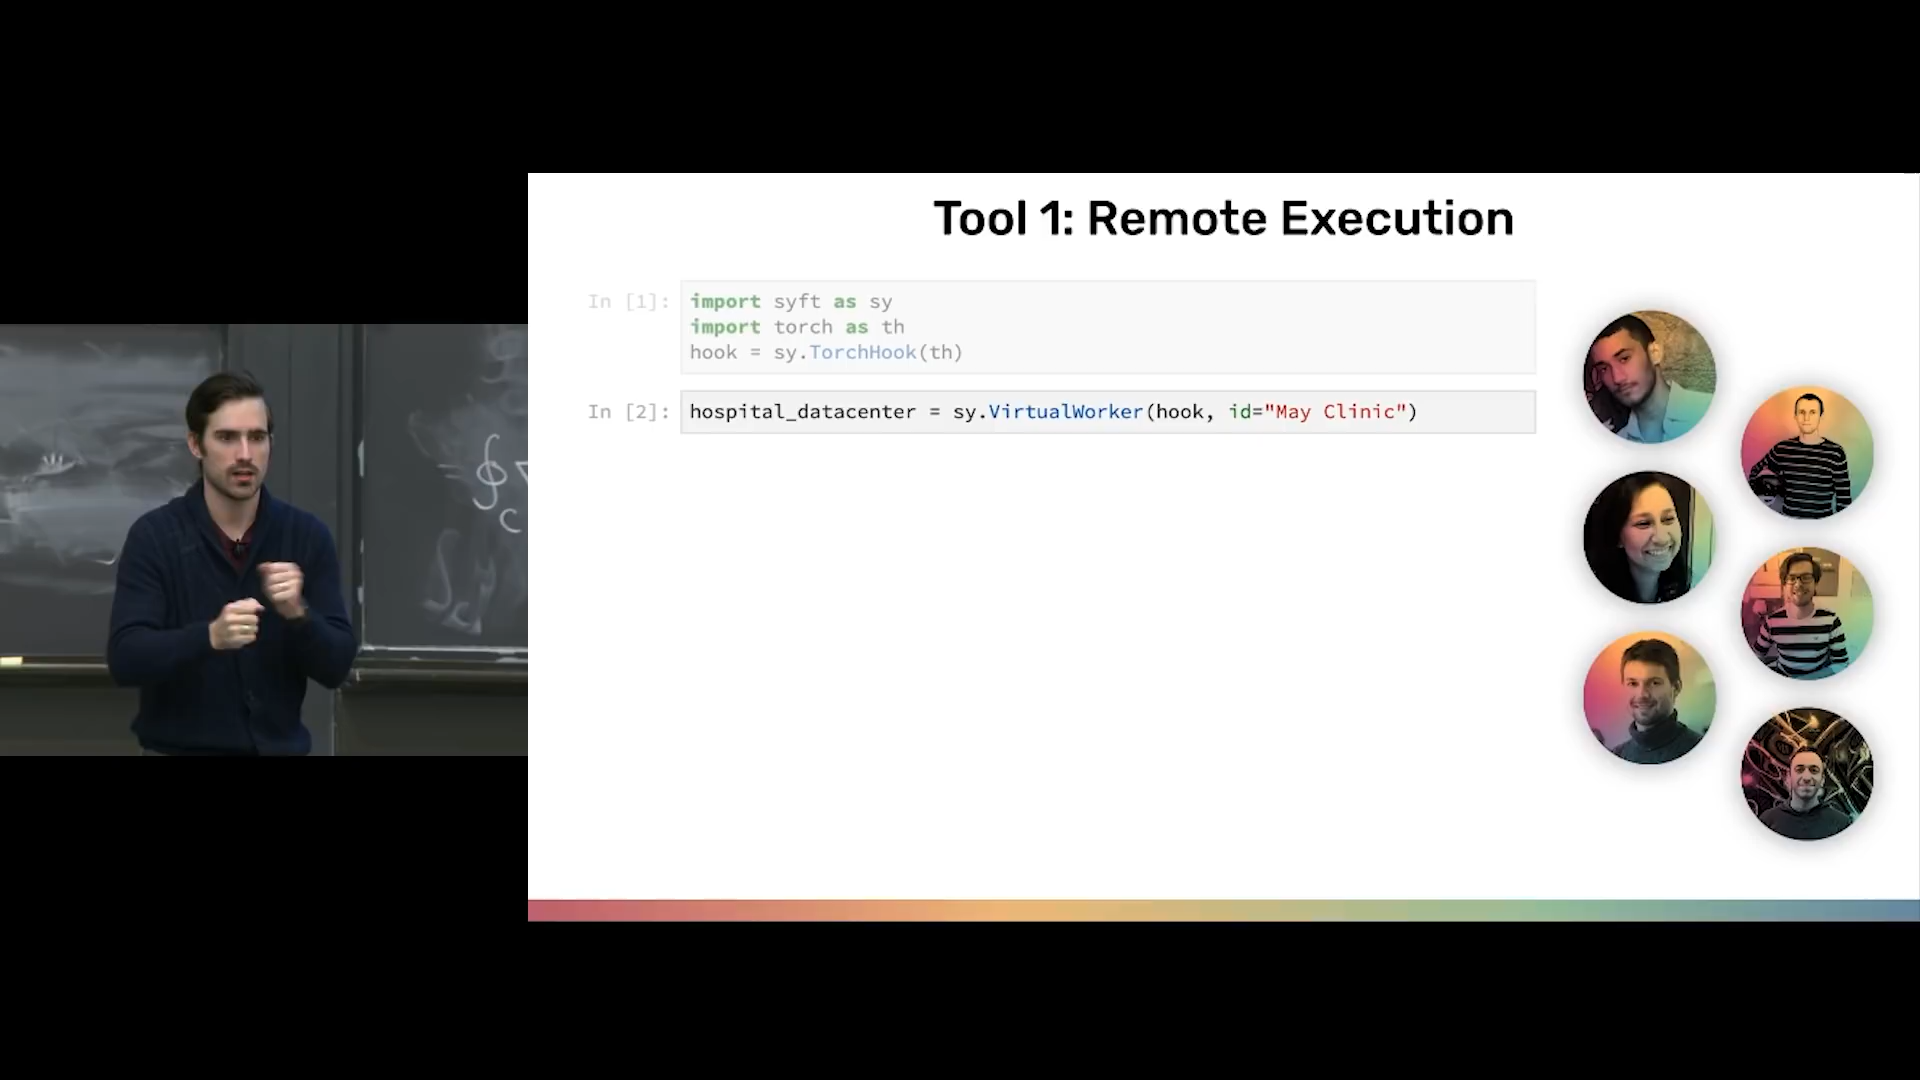 Tool 1: Remote Execution
In [1]:
import syft as sy
import torch as th
hook = sy.TorchHook(th)
In [2]:
hospital_datacenter = sy.VirtualWorker(hook, id="May Clinic")
∮
C